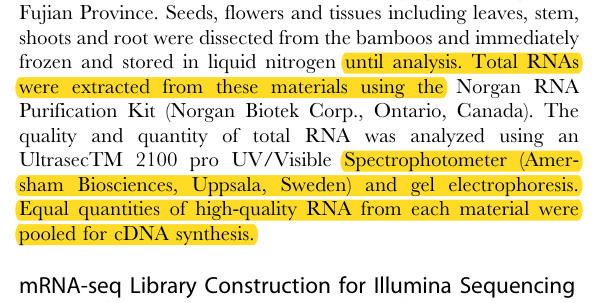 Fujian Province. Seeds, flowers and tissues including leaves, stem,
shoots and root were dissected from the bamboos and immediately
frozen and stored in liquid nitrogen until analysis. Total RNAs
were extracted from these materials using the Norgan RNA
Purification Kit (Norgan Biotek Corp., Ontario, Canada). The
quality and quantity of total RNA was analyzed using an
UltrasecTM 2100 pro UV/Visible Spectrophotometer (Amer-
sham Biosciences, Uppsala, Sweden) and gel electrophoresis.
Equal quantities of high-quality RNA from each material were
pooled for cDNA synthesis.
mRNA-seq Library Construction for Illumina Sequencing